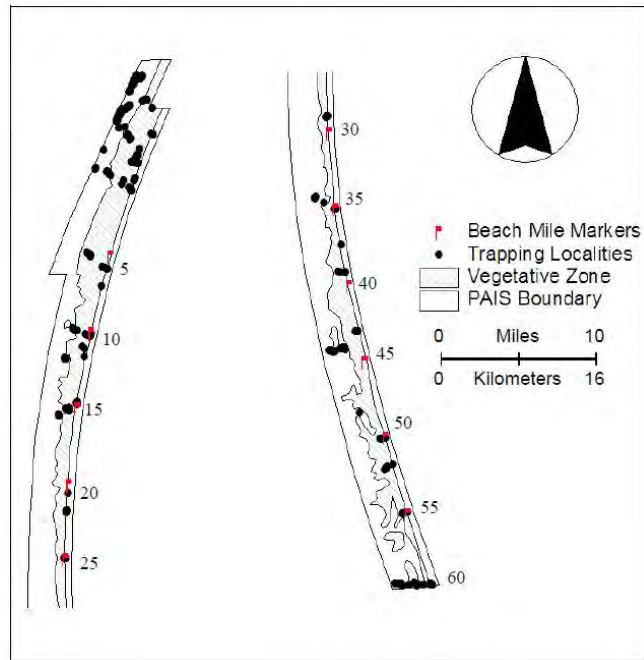 5
10
15
20
25
30
35
40
45
50
55
60
Beach Mile Markers
Trapping Localities
Vegetative Zone
PAIS Boundary
0 Miles 10
0 Kilometers 16